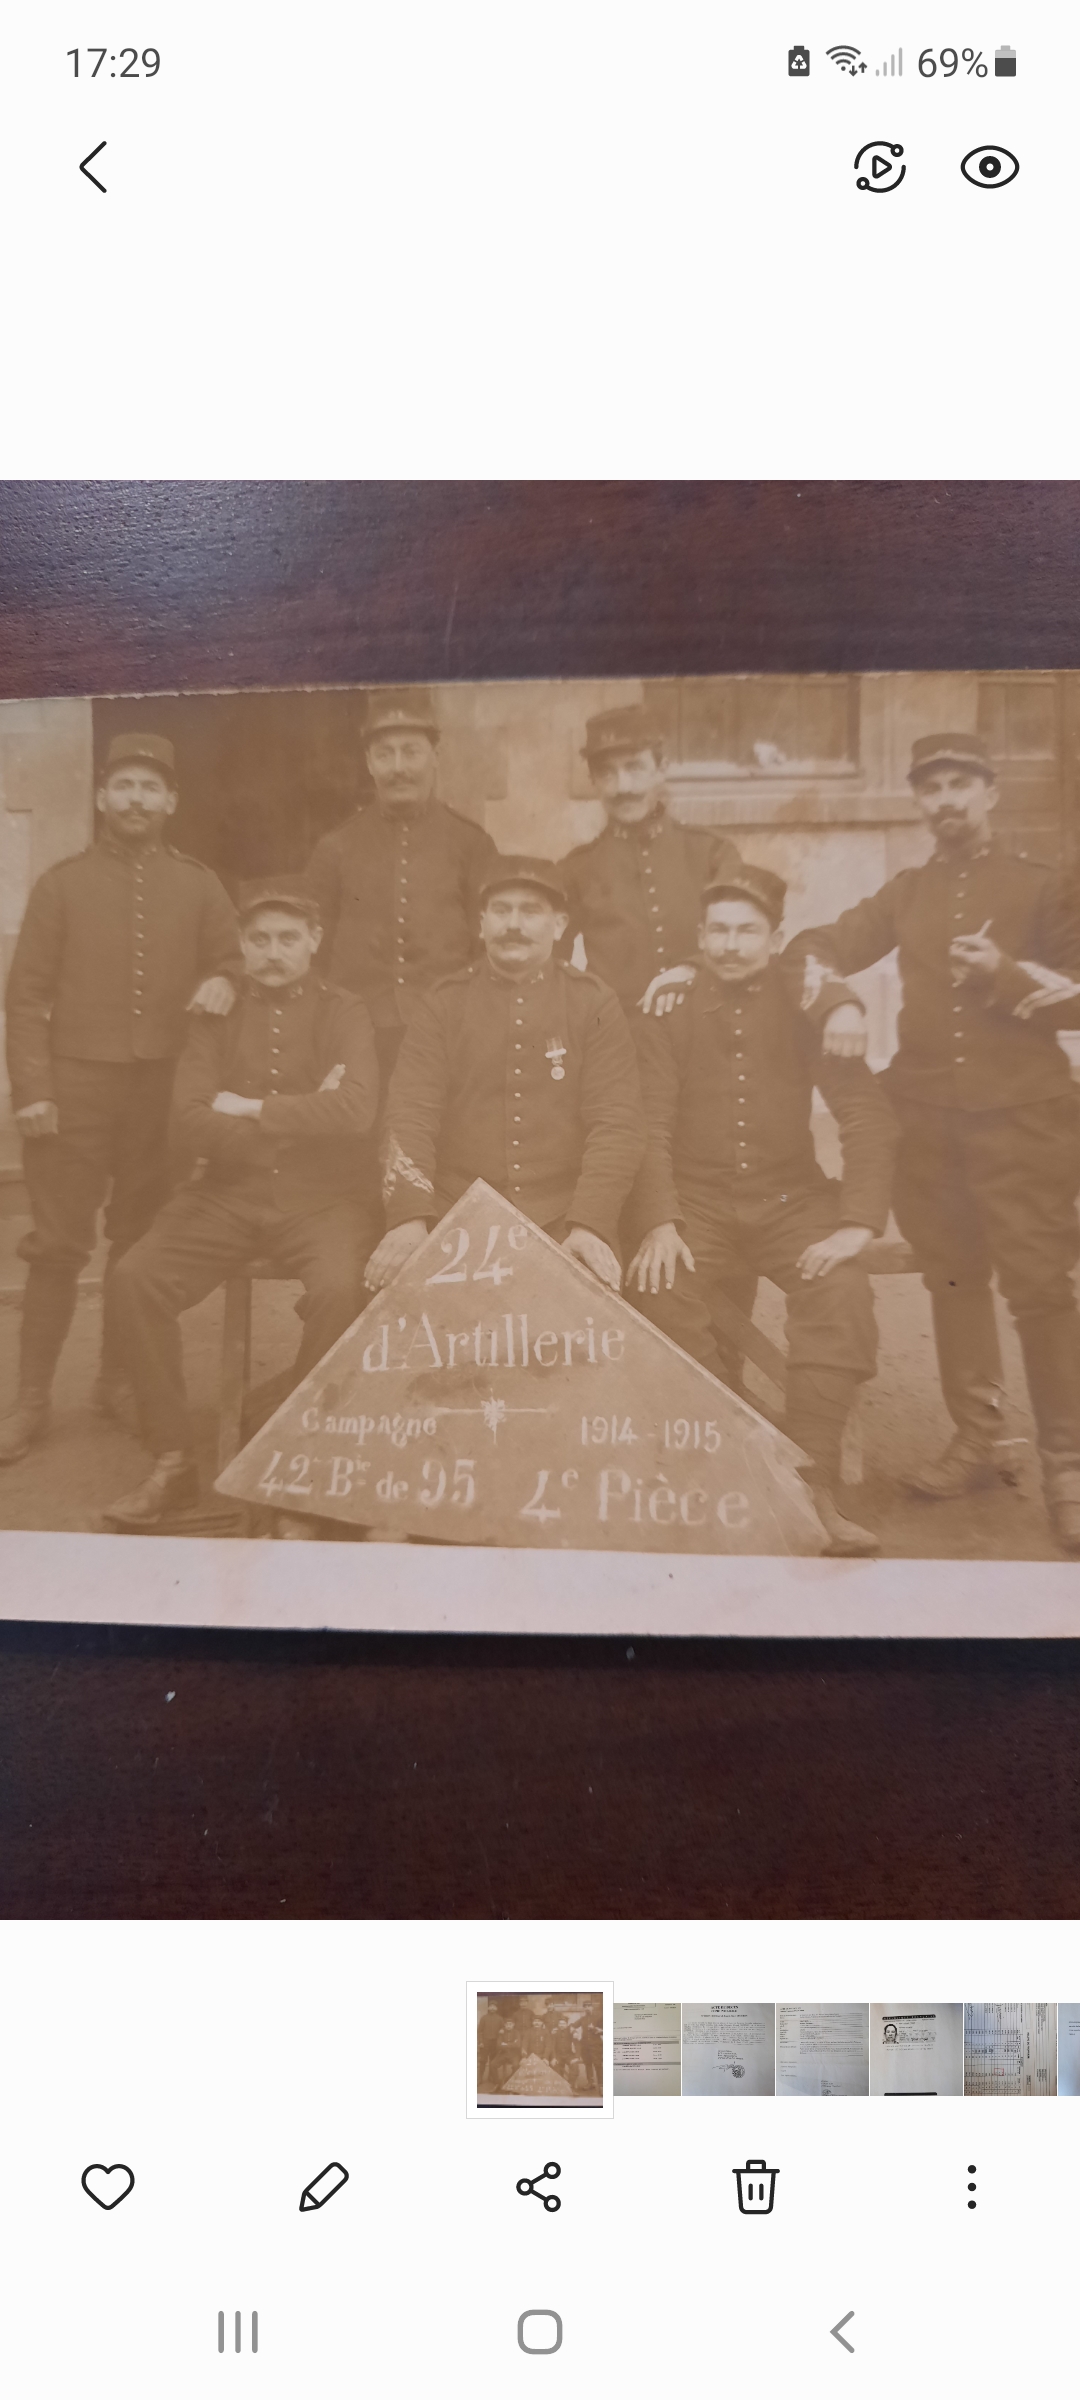 17:29 69%
24e
d'Artillerie
Campagne 1914-1915
42e Bie de 95 4e Pièce